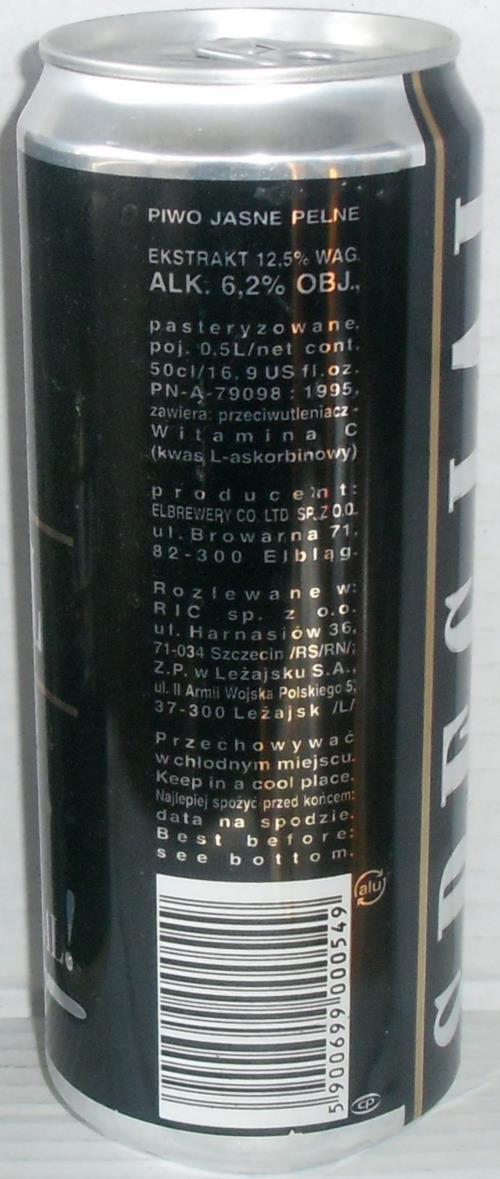 PIWO JASNE PEŁNE
EKSTRAKT 12.5% WAG.
ALK. 6,2% OBJ.,
pasteryzowane,
poj. 0.5L/net cont.
50cl/16.9 US fl.oz.
PN-A-79098 : 1995,
zawiera: przeciwutleniacz -
Witamina C
(kwas L-askorbinowy)
producent:
ELBREWERY CO. LTD. SP. Z O.O.
ul. Browarna 71,
82-300 Elbląg.
Rozlewane w:
RIC sp. z o.o.
ul. Harnasiów 36,
71-034 Szczecin /RS/RN/;
Z.P. w Leżajsku S.A.,
ul. II Armii Wojska Polskiego 5,
37-300 Leżajsk /L/
Przechowywać
w chłodnym miejscu.
Keep in a cool place.
Najlepiej spożyć przed końcem:
data na spodzie.
Best before:
see bottom.
alu
5 900699 000549
CP
SPECJAL